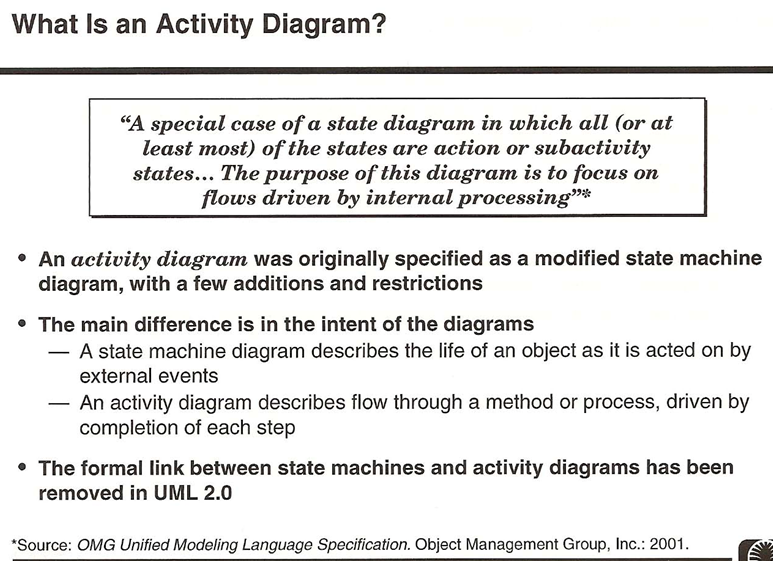 What Is an Activity Diagram?
“A special case of a state diagram in which all (or at
least most) of the states are action or subactivity
states... The purpose of this diagram is to focus on
flows driven by internal processing”*
• An activity diagram was originally specified as a modified state machine
diagram, with a few additions and restrictions
• The main difference is in the intent of the diagrams
— A state machine diagram describes the life of an object as it is acted on by
external events
— An activity diagram describes flow through a method or process, driven by
completion of each step
• The formal link between state machines and activity diagrams has been
removed in UML 2.0
*Source: OMG Unified Modeling Language Specification. Object Management Group, Inc.: 2001.